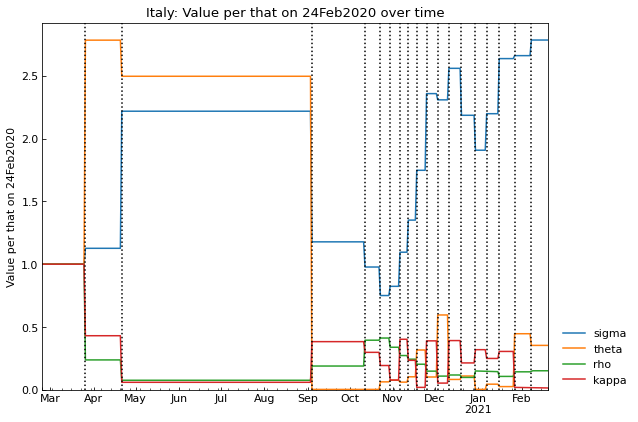 Italy: Value per that on 24Feb2020 over time
Value per that on 24Feb2020
2.5
2.0
1.5
1.0
0.5
0.0
Mar Apr May Jun Jul Aug Sep Oct Nov Dec Jan Feb
2021
sigma
theta
rho
kappa